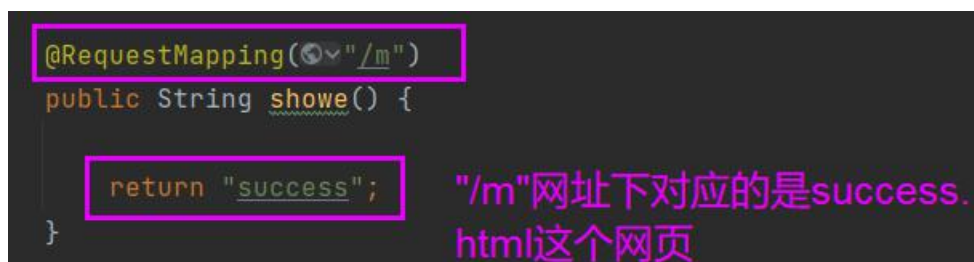 @RequestMapping("/m")
public String showe() {
return "success";
}
"/m"网址下对应的是success.
html这个网页